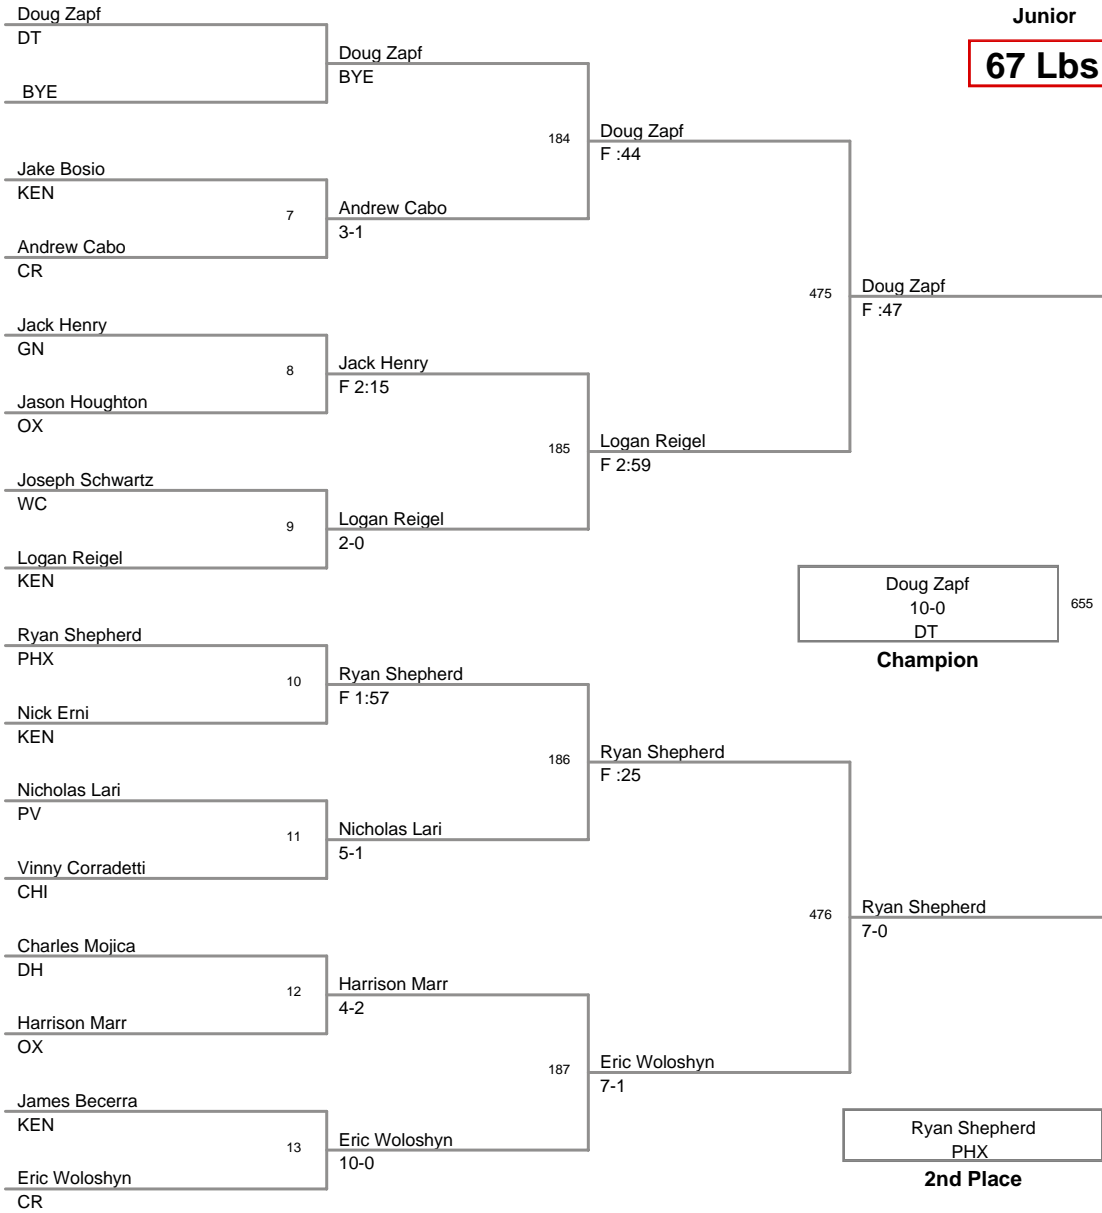 Junior
67 Lbs
Doug Zapf
DT
BYE
Doug Zapf
BYE
184
Doug Zapf
F :44
Jake Bosio
KEN
7
Andrew Cabo
3-1
Andrew Cabo
CR
475
Doug Zapf
F :47
Jack Henry
GN
8
Jack Henry
F 2:15
Jason Houghton
OX
185
Logan Reigel
F 2:59
Joseph Schwartz
WC
9
Logan Reigel
2-0
Logan Reigel
KEN
Doug Zapf
10-0
DT
655
Champion
Ryan Shepherd
PHX
10
Ryan Shepherd
F 1:57
Nick Erni
KEN
186
Ryan Shepherd
F :25
Nicholas Lari
PV
11
Nicholas Lari
5-1
Vinny Corradetti
CHI
476
Ryan Shepherd
7-0
Charles Mojica
DH
12
Harrison Marr
4-2
Harrison Marr
OX
187
Eric Woloshyn
7-1
James Becerra
KEN
13
Eric Woloshyn
10-0
Eric Woloshyn
CR
Ryan Shepherd
PHX
2nd Place